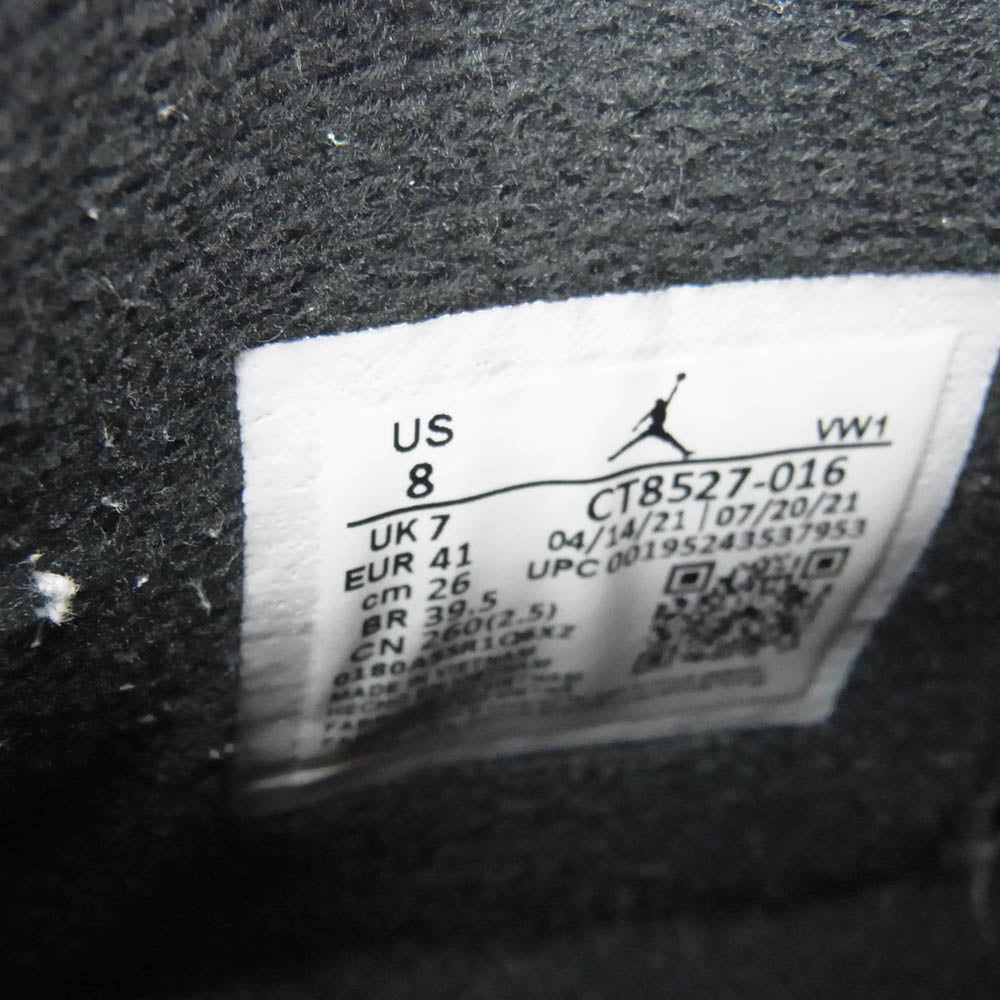 US
8
VW1
CT8527-016
UK 7
04/14/21 | 07/20/21
EUR 41
UPC 00195243537953
cm 26
BR 39.5
CN 260(2.5)
MADE VIETNAM